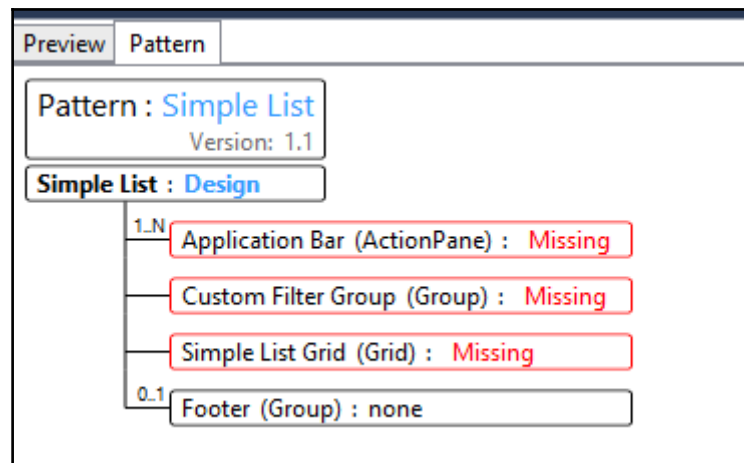 Preview Pattern
Pattern : Simple List
Version: 1.1
Simple List : Design
1..N
Application Bar (ActionPane) : Missing
Custom Filter Group (Group) : Missing
Simple List Grid (Grid) : Missing
0..1
Footer (Group) : none